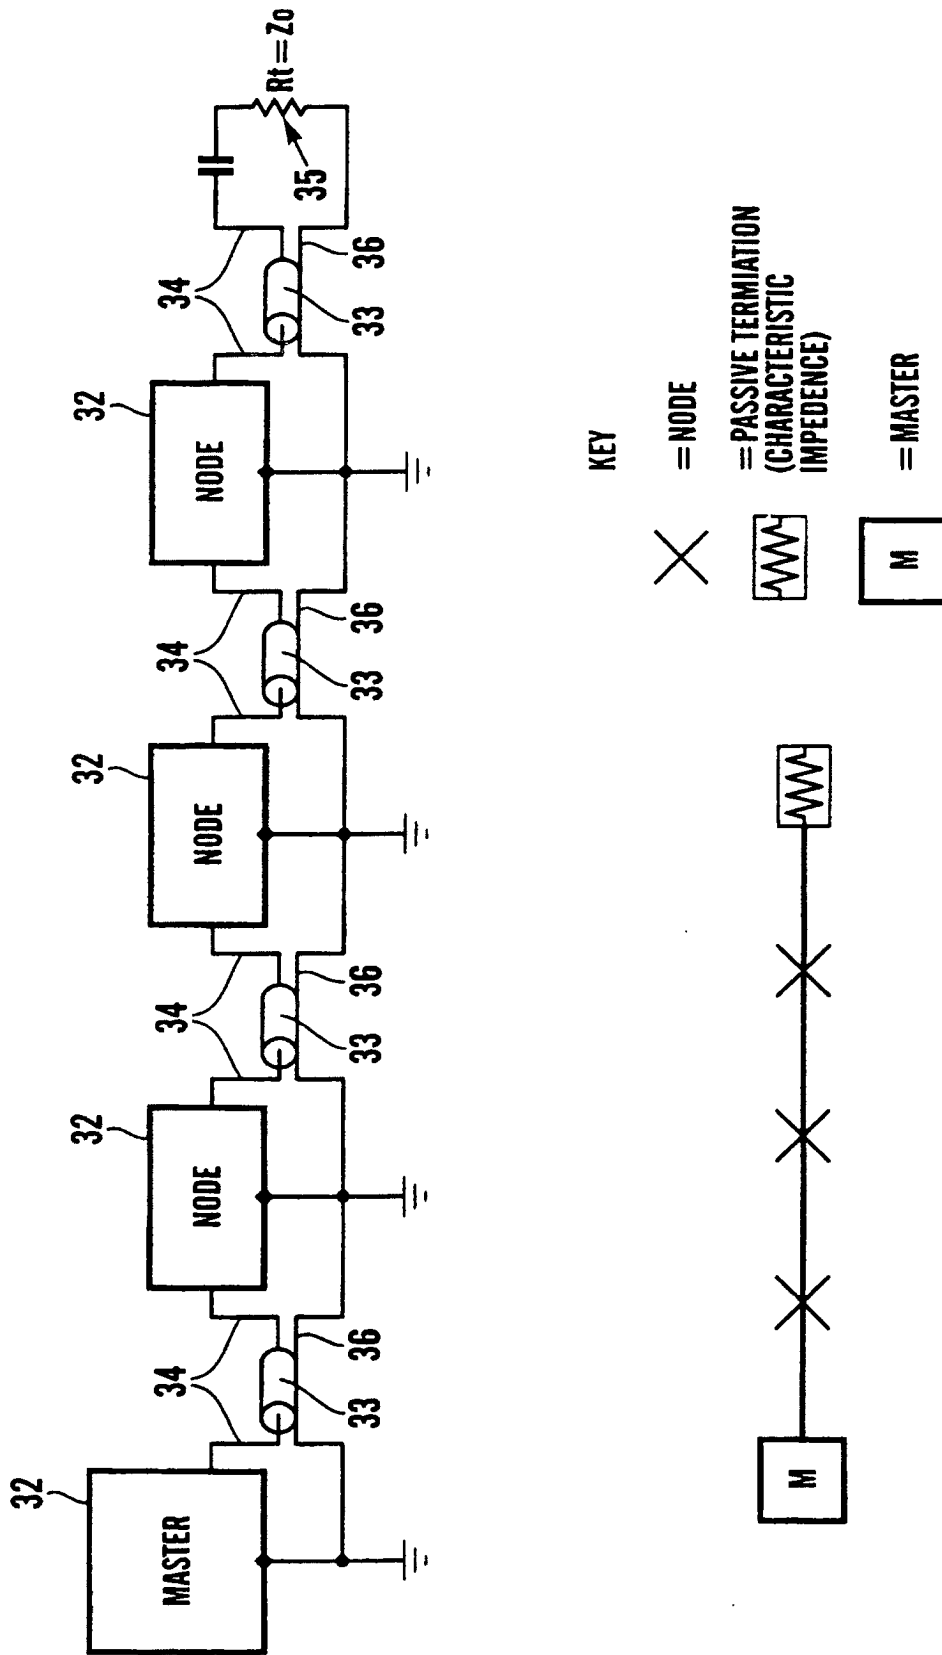 32
32
32
32
MASTER
NODE
NODE
NODE
34
34
34
34
33
33
33
33
36
36
36
36
35
Rt=Zo
KEY
=NODE
=PASSIVE TERMIATION
(CHARACTERISTIC
IMPEDENCE)
M
=MASTER
M